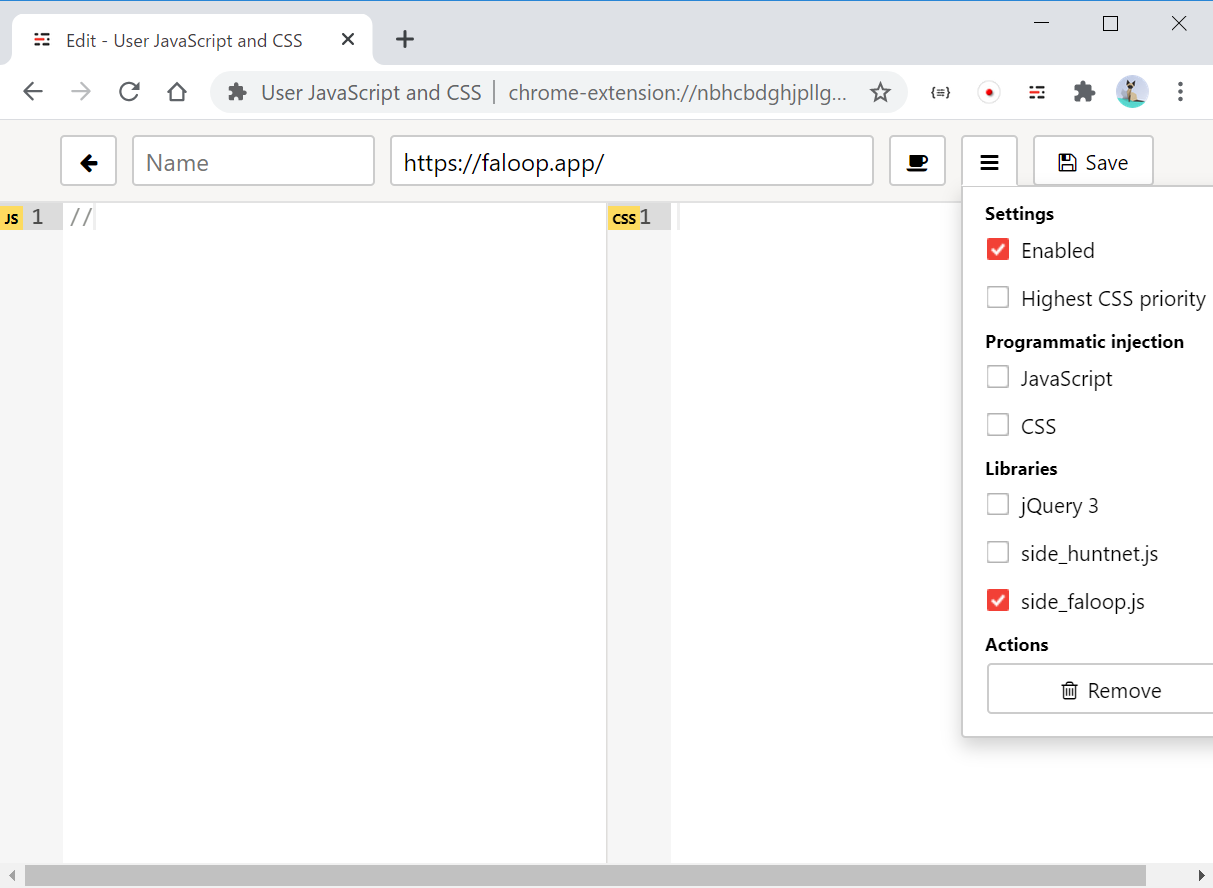 Edit - User JavaScript and CSS
User JavaScript and CSS | chrome-extension://nbhcbdghjpllg...
Name
https://faloop.app/
Save
JS 1 //
CSS 1
Settings
Enabled
Highest CSS priority
Programmatic injection
JavaScript
CSS
Libraries
jQuery 3
side_huntnet.js
side_faloop.js
Actions
Remove